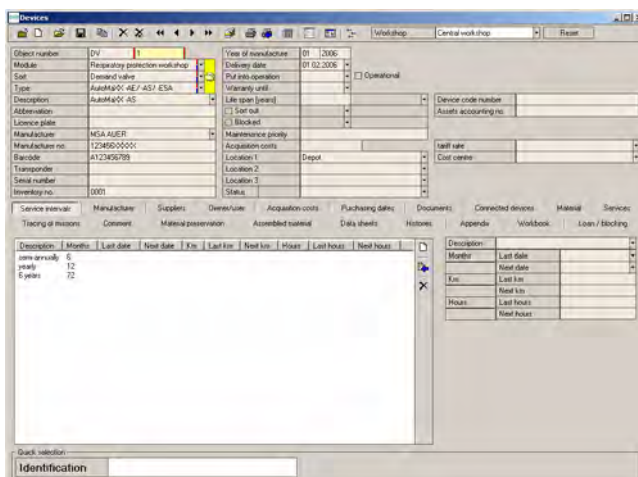 Devices
Workshop Central workshop Reset
Object number DV 1 Year of manufacture 01 2006
Module Respiratory protection workshop Delivery date 01.02.2006
Sort Demand valve Put into operation Operational
Type AutoMaXX-AE/-AS/-ESA Warranty until
Description AutoMaXX-AS Life span [years] Device code number
Abbreviation Sort out Assets accounting no.
Licence plate Blocked
Manufacturer MSA AUER Maintenance priority
Manufacturer no. Acquisition costs tariff rate
Barcode A123456789 Location 1 Depot Cost centre
Transponder Location 2
Serial number Location 3
Inventory no. 0001 Status
Service intervals Manufacturer Suppliers Owner/user Acquisition costs Purchasing dates Documents Connected devices Material Services
Tracing of missions Comment Material preservation Assembled material Data sheets Histories Appendix Workbook Loan / blocking
Description Months Last date Next date Km Last km Next km Hours Last hours Next hours
semi-annually 6
yearly 12
6 years 72
Description
Months Last date
Next date
Km Last km
Next km
Hours Last hours
Next hours
Quick selection
Identification